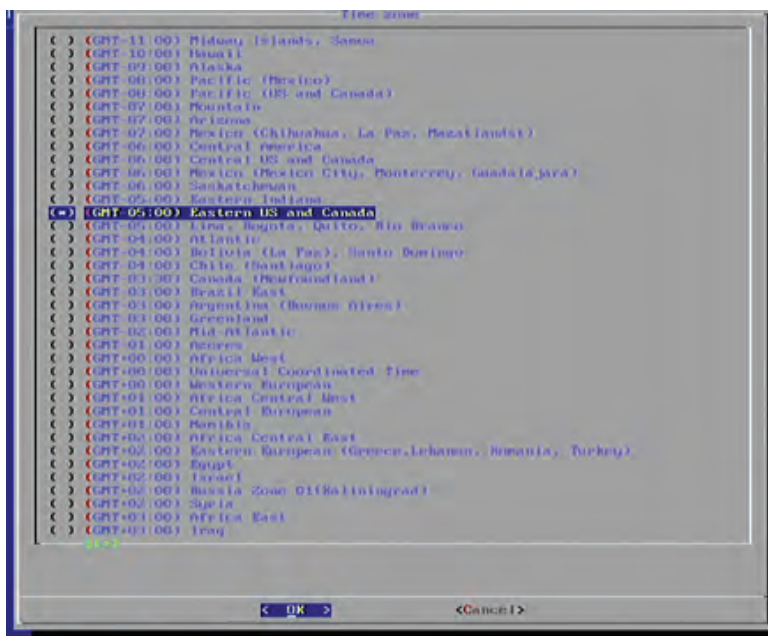 Time zone
( ) (GMT-11:00) Midway Islands, Samoa
( ) (GMT-10:00) Hawaii
( ) (GMT-09:00) Alaska
( ) (GMT-08:00) Pacific (Mexico)
( ) (GMT-08:00) Pacific (US and Canada)
( ) (GMT-07:00) Mountain
( ) (GMT-07:00) Arizona
( ) (GMT-07:00) Mexico (Chihuahua, La Paz, Mazatlandst)
( ) (GMT-06:00) Central America
( ) (GMT-06:00) Central US and Canada
( ) (GMT-06:00) Mexico (Mexico City, Monterrey, Guadalajara)
( ) (GMT-06:00) Saskatchewan
( ) (GMT-05:00) Eastern Indiana
(*) (GMT-05:00) Eastern US and Canada
( ) (GMT-05:00) Lima, Bogota, Quito, Rio Branco
( ) (GMT-04:00) Atlantic
( ) (GMT-04:00) Bolivia (La Paz), Santo Domingo
( ) (GMT-04:00) Chile (Santiago)
( ) (GMT-03:30) Canada (Newfoundland)
( ) (GMT-03:00) Brazil East
( ) (GMT-03:00) Argentina (Buenos Aires)
( ) (GMT-03:00) Greenland
( ) (GMT-02:00) Mid-Atlantic
( ) (GMT-01:00) Azores
( ) (GMT+00:00) Africa West
( ) (GMT+00:00) Universal Coordinated Time
( ) (GMT+00:00) Western European
( ) (GMT+01:00) Africa Central West
( ) (GMT+01:00) Central European
( ) (GMT+01:00) Namibia
( ) (GMT+02:00) Africa Central East
( ) (GMT+02:00) Eastern European (Greece,Lebanon, Romania, Turkey)
( ) (GMT+02:00) Egypt
( ) (GMT+02:00) Israel
( ) (GMT+02:00) Russia Zone 01(Kaliningrad)
( ) (GMT+02:00) Syria
( ) (GMT+03:00) Africa East
( ) (GMT+03:00) Iraq
< OK > <Cancel>